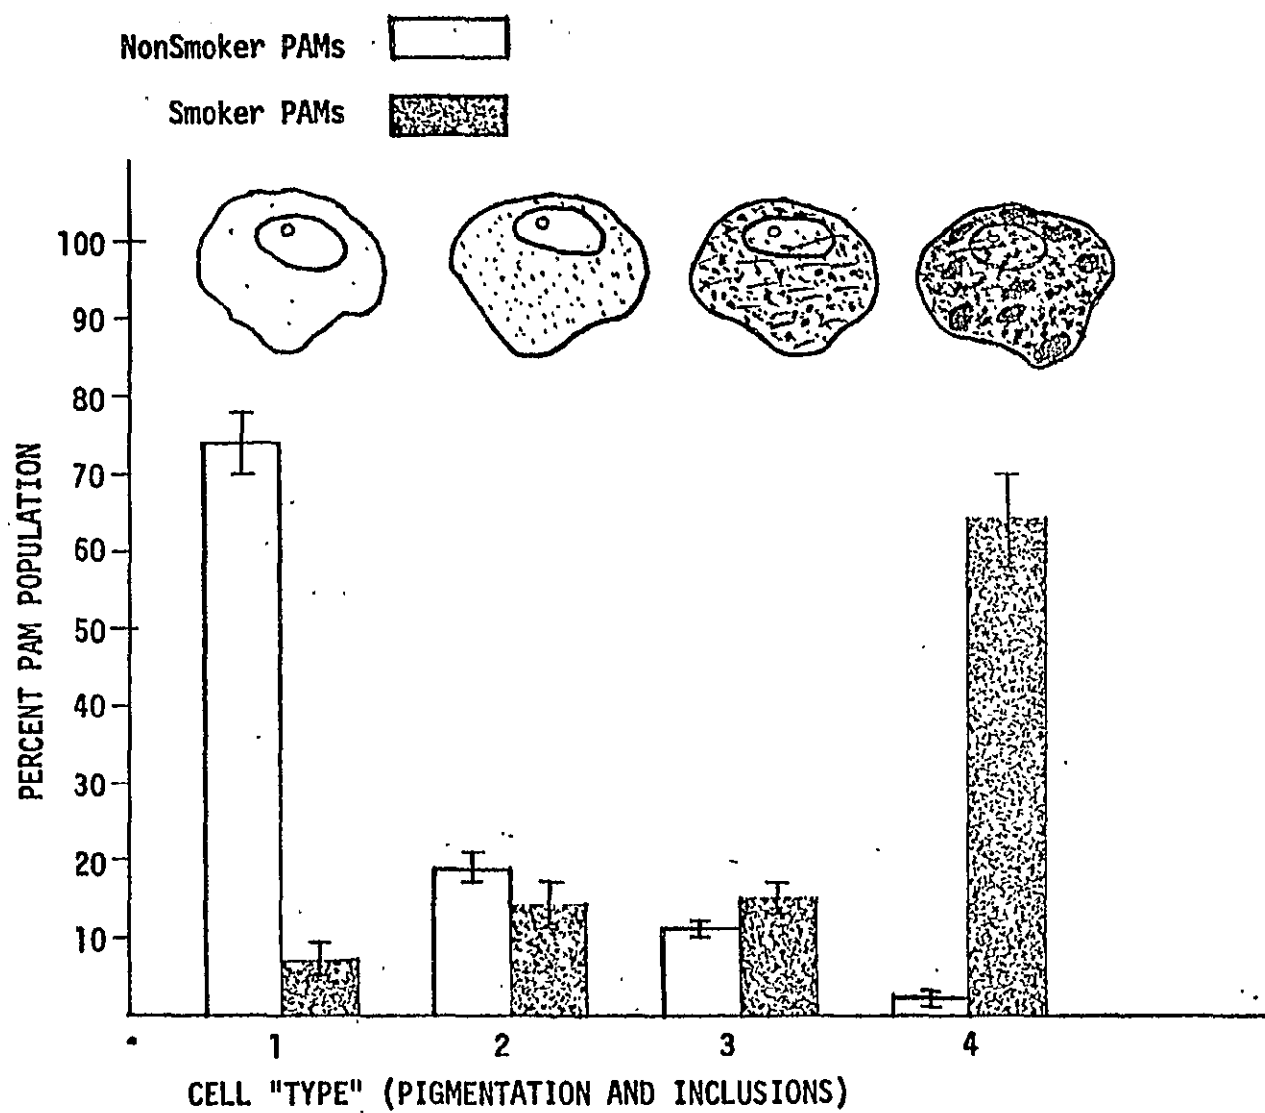 NonSmoker PAMs
Smoker PAMs
100
90
80
70
60
50
40
30
20
10
PERCENT PAM POPULATION
1 2 3 4
CELL "TYPE" (PIGMENTATION AND INCLUSIONS)